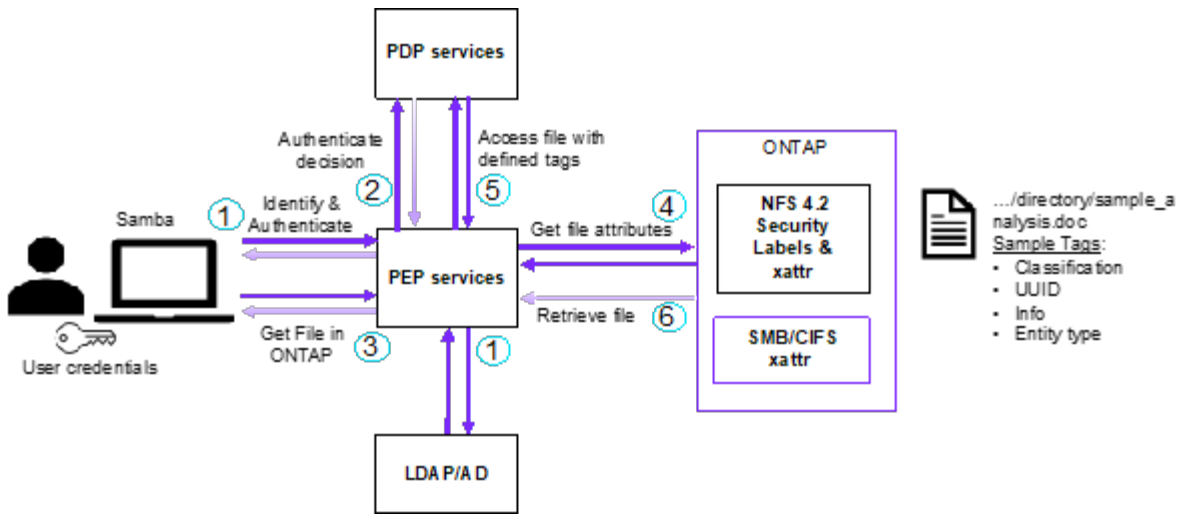 PDP services
Authenticate
decision
2
Access file with
defined tags
5
ONTAP
Samba
1
Identify &
Authenticate
4
Get file attributes
NFS 4.2
Security
Labels &
xattr
PEP services
Retrieve file
6
SMB/CIFS
xattr
Get File in
ONTAP
3
1
User credentials
LDAP/AD
.../directory/sample_a
nalysis.doc
Sample Tags:
• Classification
• UUID
• Info
• Entity type